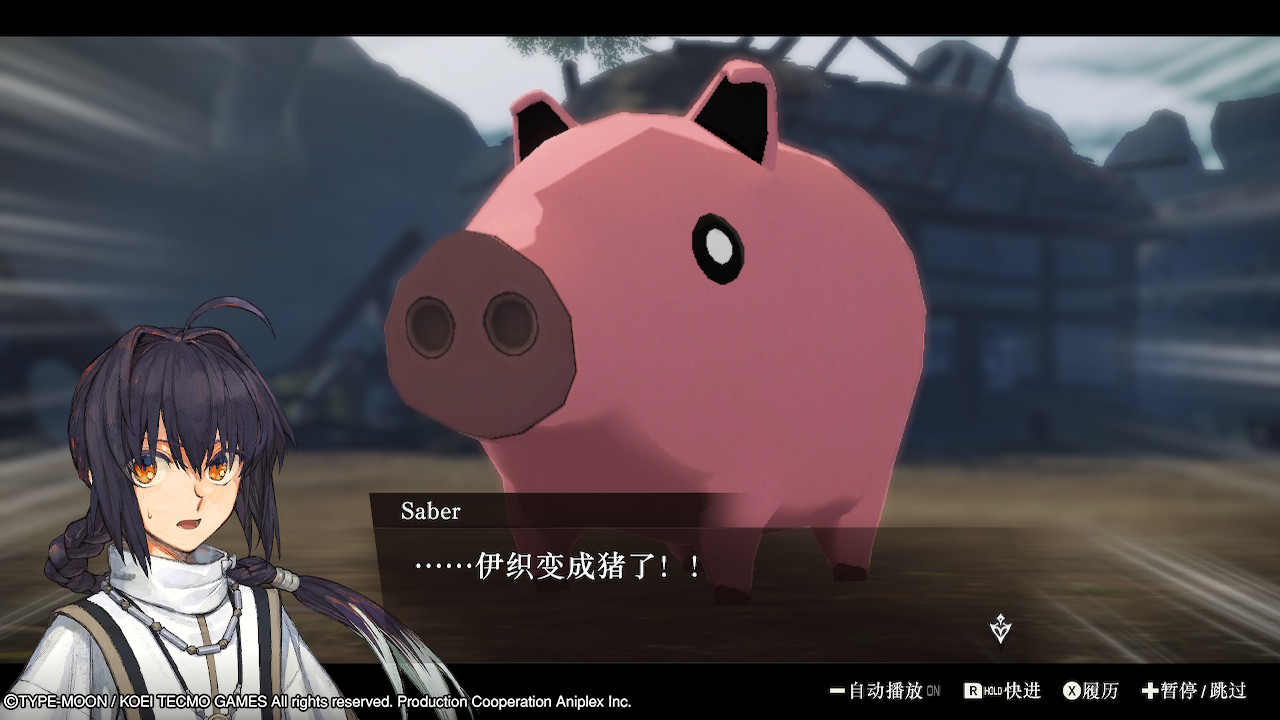 Saber
……伊织变成猪了！！
自动播放 ON R HOLD 快进 X 履历 暂停/跳过
©TYPE-MOON / KOEI TECMO GAMES All rights reserved. Production Cooperation Aniplex Inc.